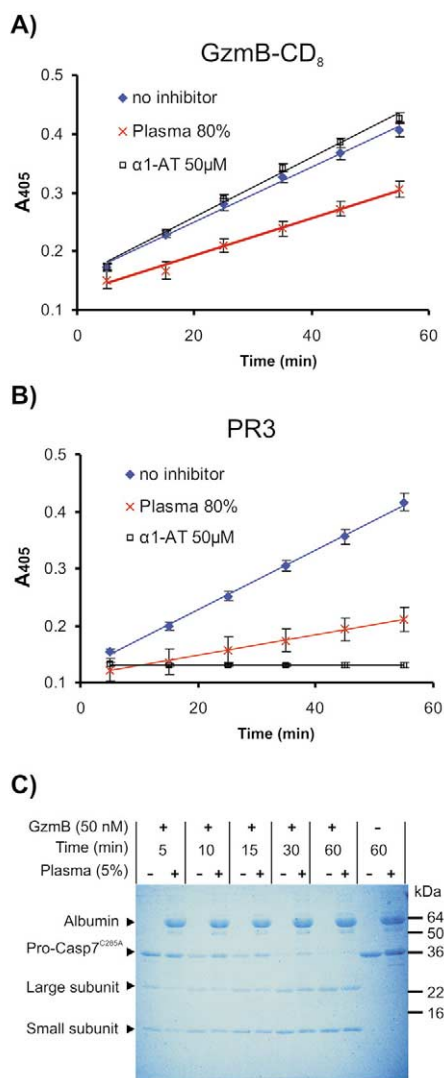 A)
GzmB-CD8
no inhibitor
Plasma 80%
α1-AT 50µM
A405
0.5
0.4
0.3
0.2
0.1
0 20 40 60
Time (min)
B)
PR3
no inhibitor
Plasma 80%
α1-AT 50µM
A405
0.5
0.4
0.3
0.2
0.1
0 20 40 60
Time (min)
C)
GzmB (50 nM) + + + + + -
Time (min) 5 10 15 30 60 60
Plasma (5%) - + - + - + - + - + - +
kDa
Albumin
64
50
Pro-Casp7C285A
36
Large subunit
22
16
Small subunit